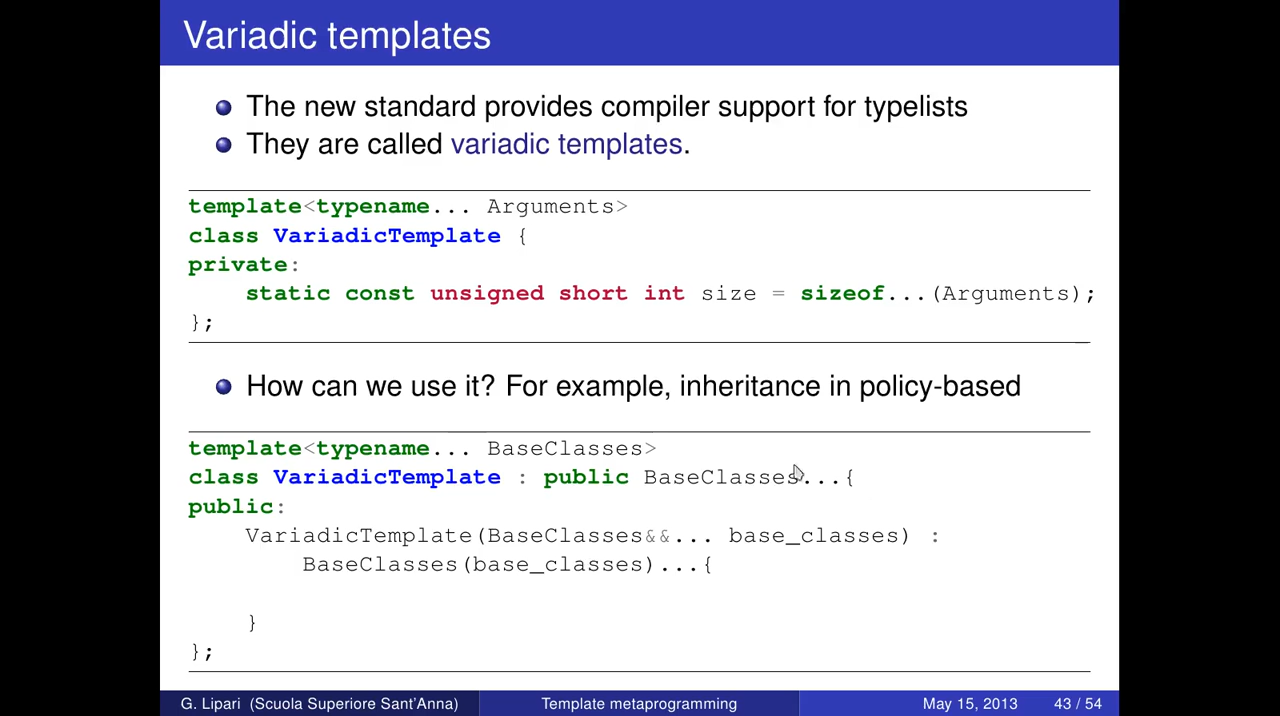 Variadic templates
The new standard provides compiler support for typelists
They are called variadic templates.
template<typename... Arguments>
class VariadicTemplate {
private:
static const unsigned short int size = sizeof...(Arguments);
};
How can we use it? For example, inheritance in policy-based
template<typename... BaseClasses>
class VariadicTemplate : public BaseClasses...{
public:
VariadicTemplate(BaseClasses&&... base_classes) :
BaseClasses(base_classes)...{
}
};
G. Lipari (Scuola Superiore Sant'Anna) Template metaprogramming May 15, 2013 43 / 54